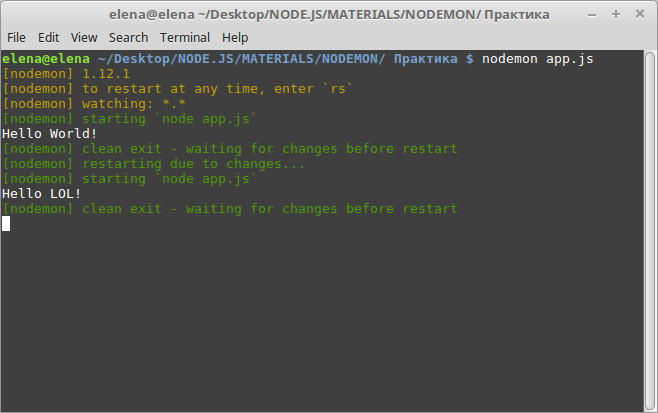 elena@elena ~/Desktop/NODE.JS/MATERIALS/NODEMON/ Практика
File Edit View Search Terminal Help
elena@elena ~/Desktop/NODE.JS/MATERIALS/NODEMON/ Практика $ nodemon app.js
[nodemon] 1.12.1
[nodemon] to restart at any time, enter `rs`
[nodemon] watching: *.*
[nodemon] starting `node app.js`
Hello World!
[nodemon] clean exit - waiting for changes before restart
[nodemon] restarting due to changes...
[nodemon] starting `node app.js`
Hello LOL!
[nodemon] clean exit - waiting for changes before restart